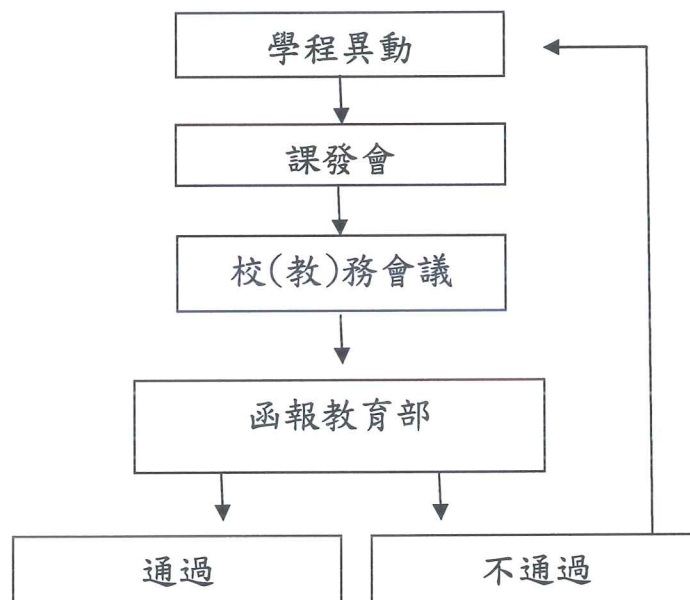 學程異動
課發會
校(教)務會議
函報教育部
通過
不通過